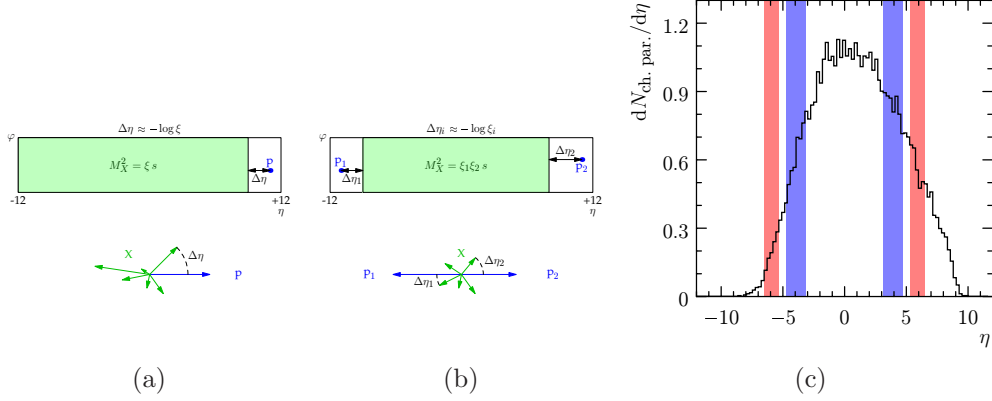 Δη ≈ −log ξ
φ
M_X^2 = ξ s
p
Δη
-12
+12
η
X
Δη
p
(a)
Δη_i ≈ −log ξ_i
φ
p_1
Δη_1
M_X^2 = ξ_1ξ_2 s
Δη_2
p_2
-12
+12
η
X
p_1
Δη_1
Δη_2
p_2
(b)
dN_ch. par./dη
1.2
0.9
0.6
0.3
0
−10
−5
0
5
10
η
(c)